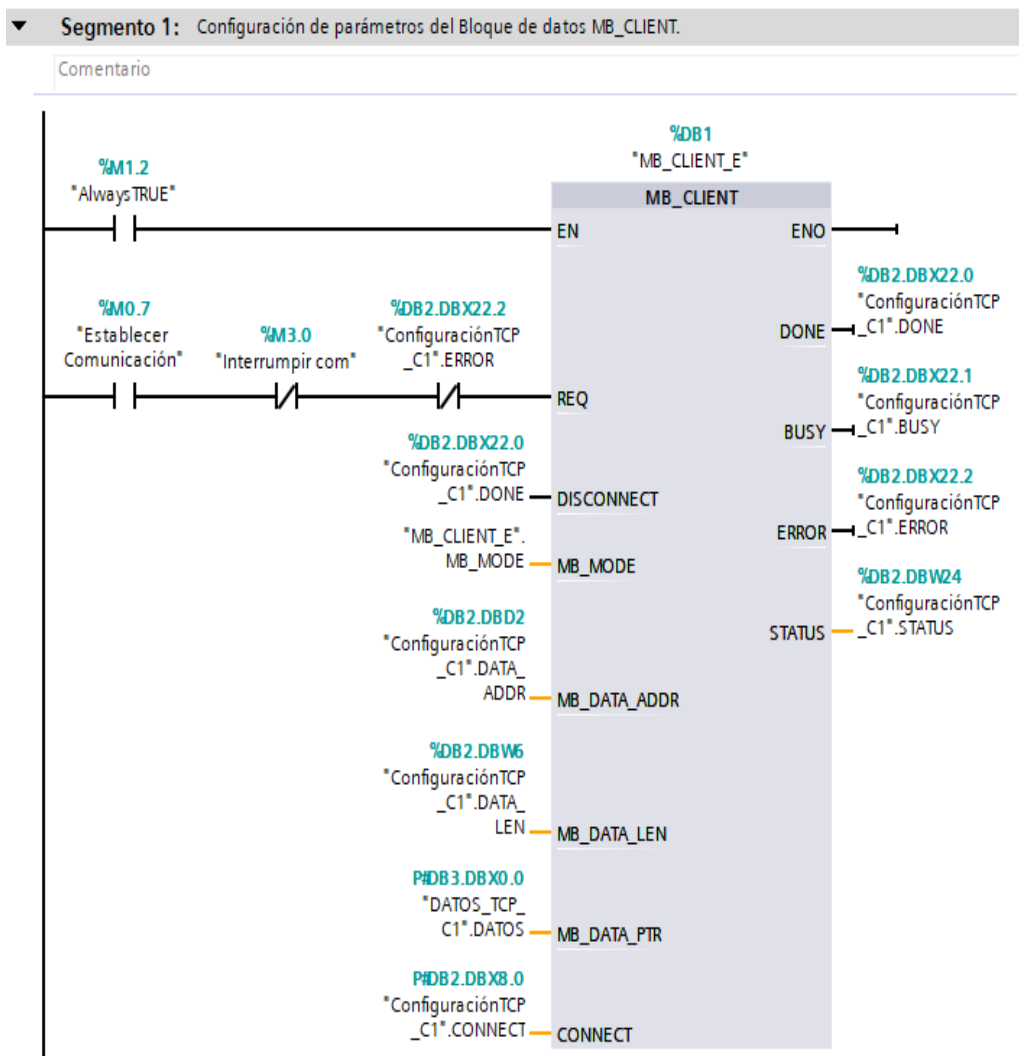 Segmento 1: Configuración de parámetros del Bloque de datos MB_CLIENT.
Comentario
%DB1
"MB_CLIENT_E"
MB_CLIENT
%M1.2
"AlwaysTRUE"
EN
ENO
%M0.7
"Establecer
Comunicación"
%M3.0
"Interrumpir com"
%DB2.DBX22.2
"ConfiguraciónTCP
_C1".ERROR
REQ
%DB2.DBX22.0
"ConfiguraciónTCP
_C1".DONE
DONE
%DB2.DBX22.1
"ConfiguraciónTCP
_C1".BUSY
BUSY
%DB2.DBX22.0
"ConfiguraciónTCP
_C1".DONE
DISCONNECT
%DB2.DBX22.2
"ConfiguraciónTCP
_C1".ERROR
ERROR
"MB_CLIENT_E".
MB_MODE
MB_MODE
%DB2.DBW24
"ConfiguraciónTCP
_C1".STATUS
STATUS
%DB2.DBD2
"ConfiguraciónTCP
_C1".DATA_
ADDR
MB_DATA_ADDR
%DB2.DBW6
"ConfiguraciónTCP
_C1".DATA_
LEN
MB_DATA_LEN
P#DB3.DBX0.0
"DATOS_TCP_
C1".DATOS
MB_DATA_PTR
P#DB2.DBX8.0
"ConfiguraciónTCP
_C1".CONNECT
CONNECT